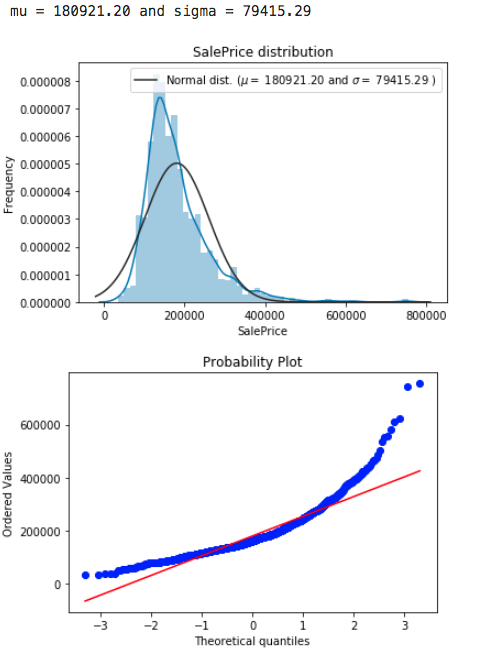 mu = 180921.20 and sigma = 79415.29
SalePrice distribution
Normal dist. (μ= 180921.20 and σ= 79415.29 )
0.000008
0.000007
0.000006
0.000005
0.000004
0.000003
0.000002
0.000001
0.000000
Frequency
0 200000 400000 600000 800000
SalePrice
Probability Plot
600000
400000
200000
0
Ordered Values
−3 −2 −1 0 1 2 3
Theoretical quantiles